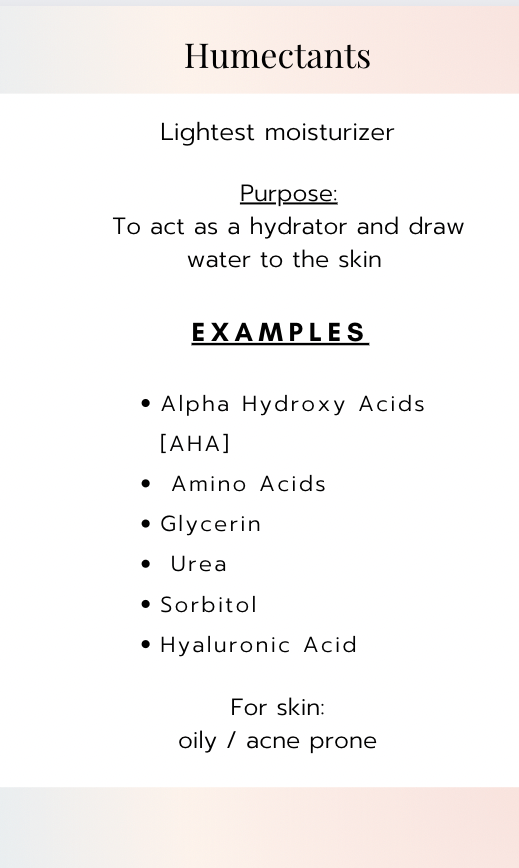 Humectants
Lightest moisturizer
Purpose:
To act as a hydrator and draw
water to the skin
EXAMPLES
• Alpha Hydroxy Acids
[AHA]
• Amino Acids
• Glycerin
• Urea
• Sorbitol
• Hyaluronic Acid
For skin:
oily / acne prone